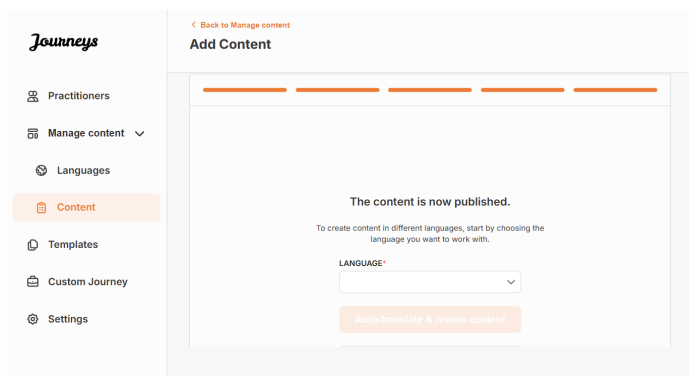 Journeys
Practitioners
Manage content
Languages
Content
Templates
Custom Journey
Settings
Back to Manage content
Add Content
The content is now published.
To create content in different languages, start by choosing the
language you want to work with.
LANGUAGE*
Auto-translate & review content